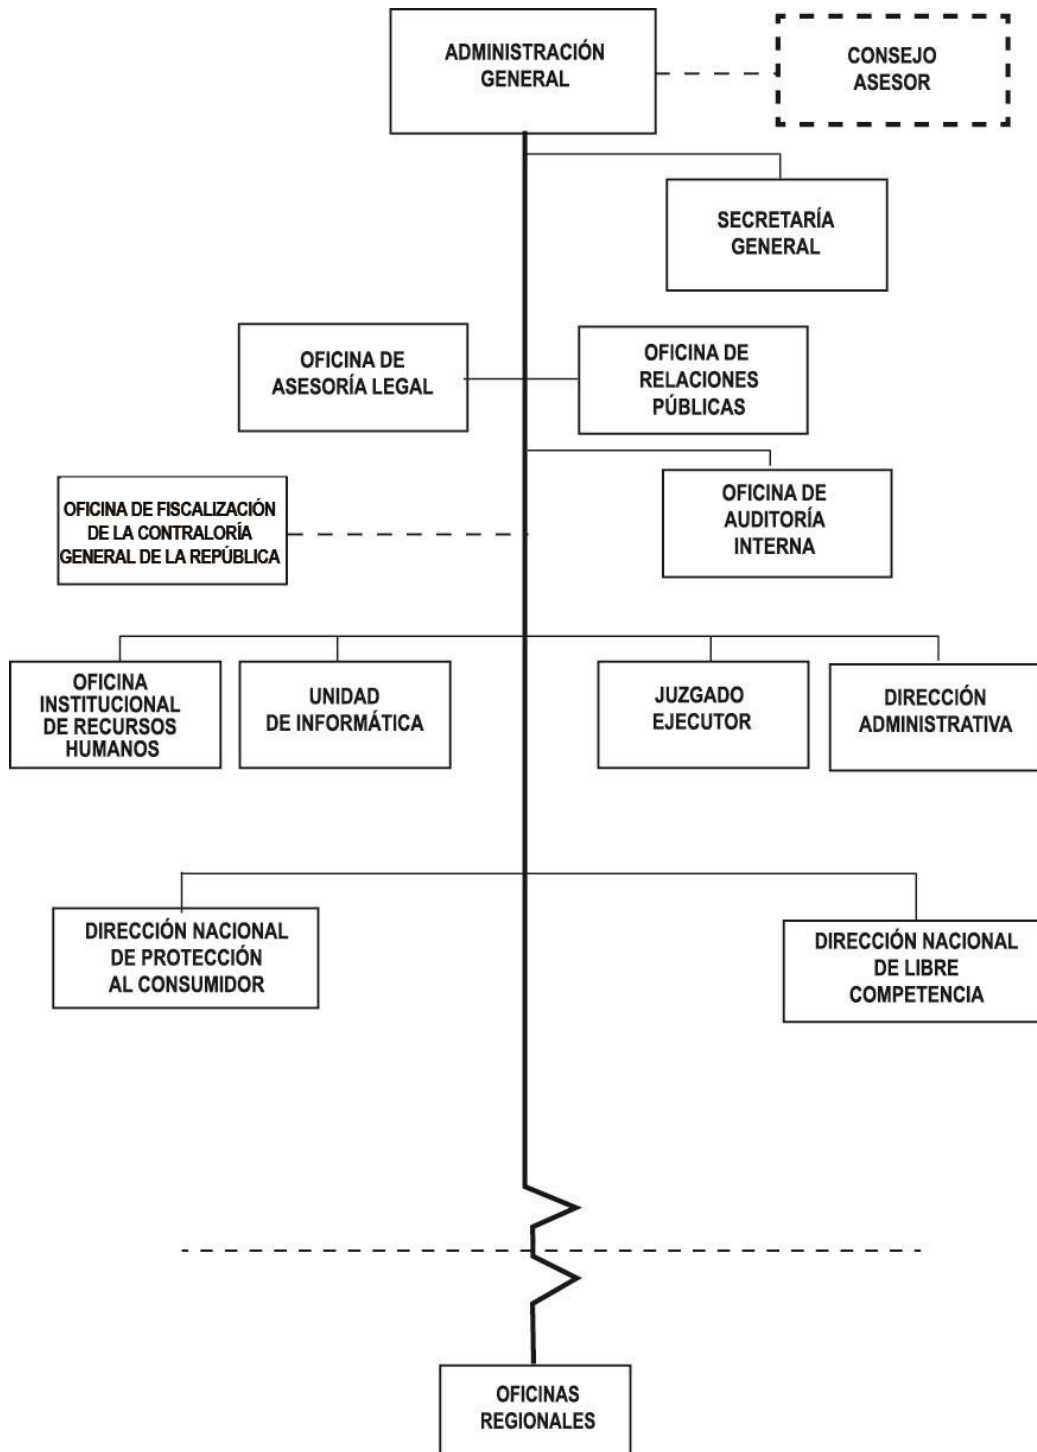 ADMINISTRACIÓN
GENERAL
CONSEJO
ASESOR
SECRETARÍA
GENERAL
OFICINA DE
ASESORÍA LEGAL
OFICINA DE
RELACIONES
PÚBLICAS
OFICINA DE FISCALIZACIÓN
DE LA CONTRALORÍA
GENERAL DE LA REPÚBLICA
OFICINA DE
AUDITORÍA
INTERNA
OFICINA
INSTITUCIONAL
DE RECURSOS
HUMANOS
UNIDAD
DE INFORMÁTICA
JUZGADO
EJECUTOR
DIRECCIÓN
ADMINISTRATIVA
DIRECCIÓN NACIONAL
DE PROTECCIÓN
AL CONSUMIDOR
DIRECCIÓN NACIONAL
DE LIBRE
COMPETENCIA
OFICINAS
REGIONALES